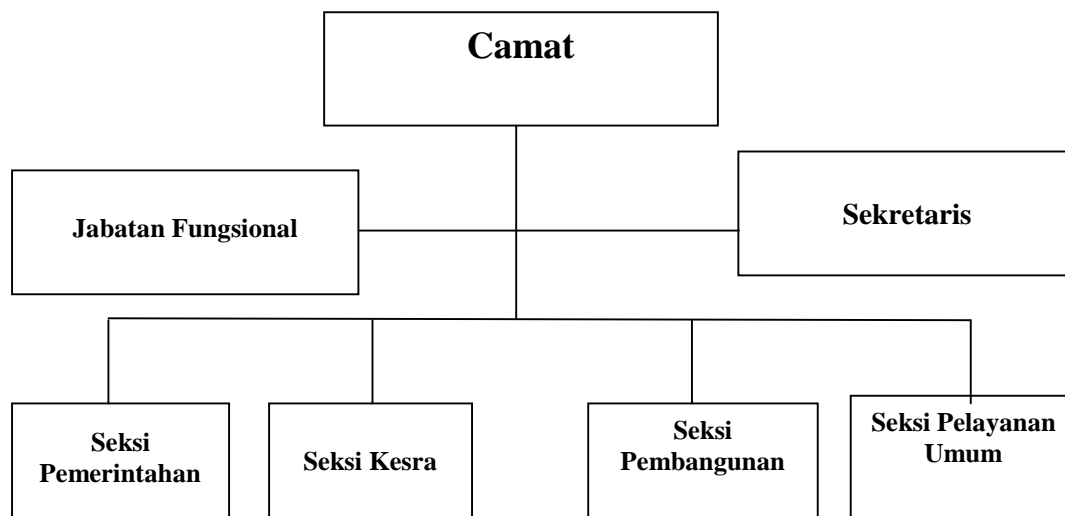 Camat
Jabatan Fungsional
Sekretaris
Seksi
Pemerintahan
Seksi Kesra
Seksi
Pembangunan
Seksi Pelayanan
Umum